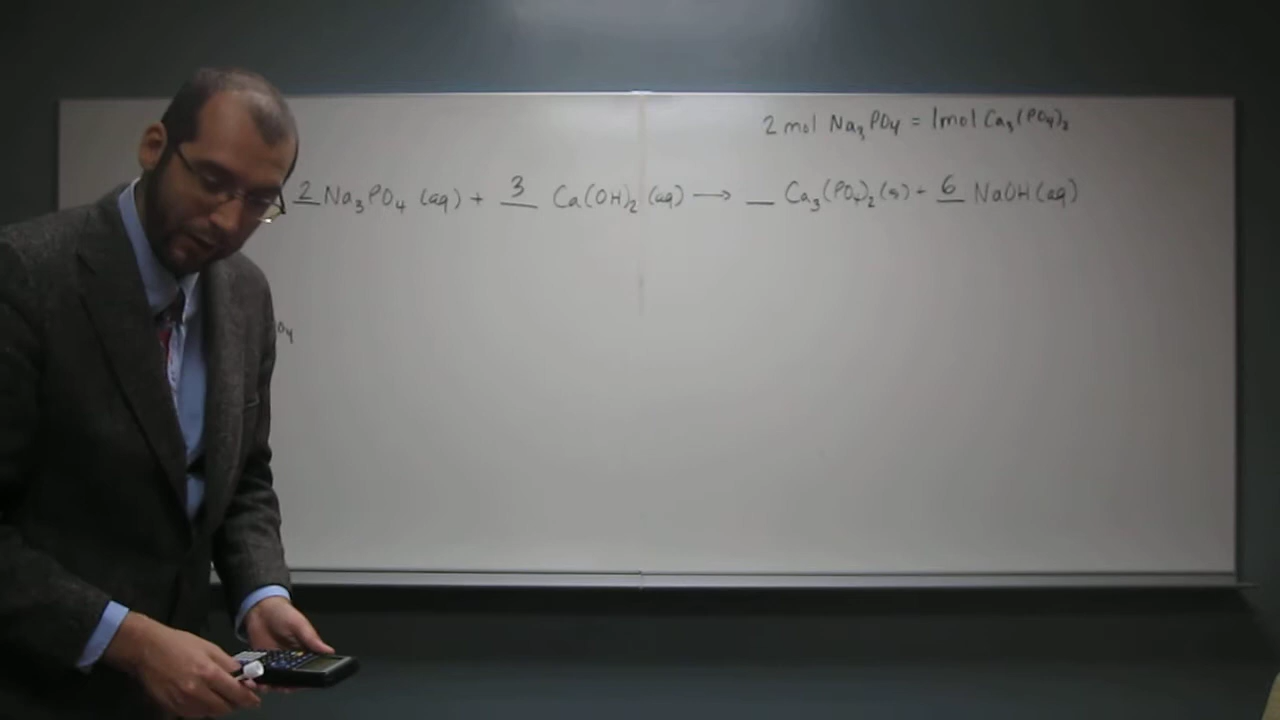 2 mol Na₃PO₄ = 1mol Ca₃(PO₄)₂
2 Na₃PO₄ (aq) + 3 Ca(OH)₂ (aq) → __ Ca₃(PO₄)₂ (s) + 6 NaOH (aq)
O₄